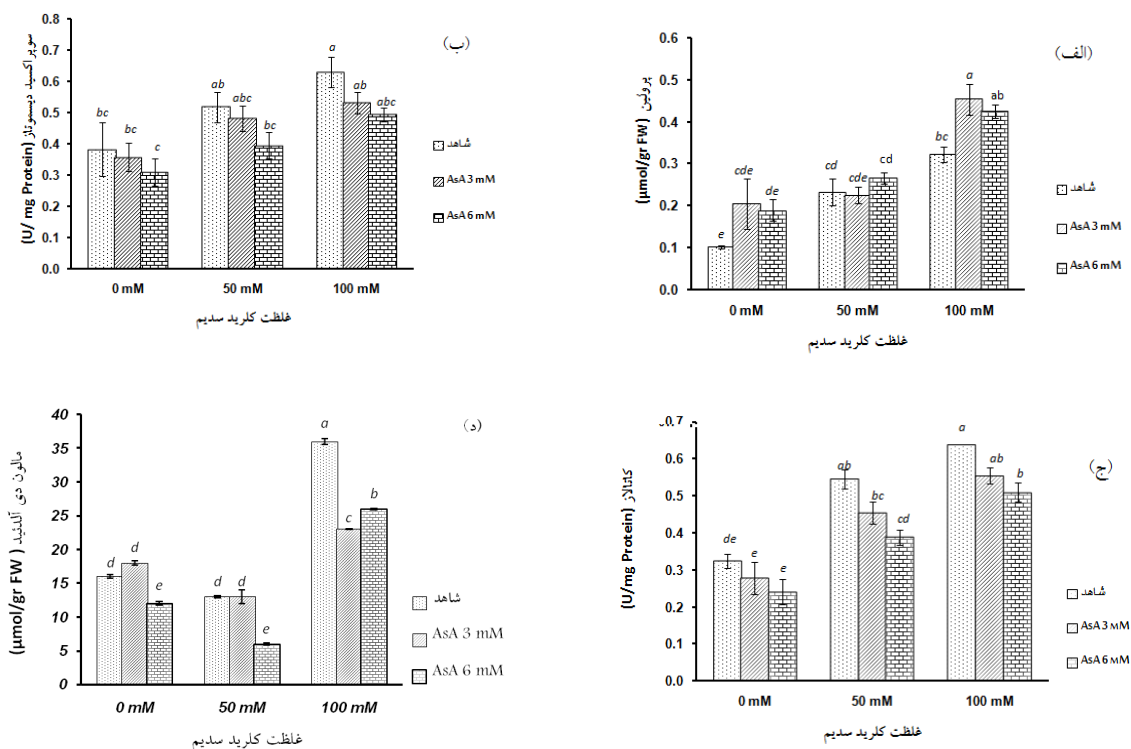 (الف)
پروتئین (µmol/gr FW)
0.6
0.5
0.4
0.3
0.2
0.1
0.0
e
cde
de
cd
cde
cd
bc
a
ab
0 mM
50 mM
100 mM
غلظت کلرید سدیم
شاهد
AsA 3 mM
AsA 6 mM
(ب)
سوپراکسید دیسموتاز (U/ mg Protein)
0.8
0.7
0.6
0.5
0.4
0.3
0.2
0.1
0.0
bc
bc
c
ab
abc
bc
a
ab
abc
0 mM
50 mM
100 mM
غلظت کلرید سدیم
شاهد
AsA 3 mM
AsA 6 mM
(ج)
کاتالاز (U/mg Protein)
0.7
0.6
0.5
0.4
0.3
0.2
0.1
0.0
de
e
e
ab
bc
cd
a
ab
b
0 mM
50 mM
100 mM
غلظت کلرید سدیم
شاهد
AsA 3 MM
AsA 6 MM
(د)
مالون دی آلدئید (µmol/gr FW)
40
35
30
25
20
15
10
5
0
d
d
e
d
d
e
a
c
b
0 mM
50 mM
100 mM
غلظت کلرید سدیم
شاهد
AsA 3 mM
AsA 6 mM